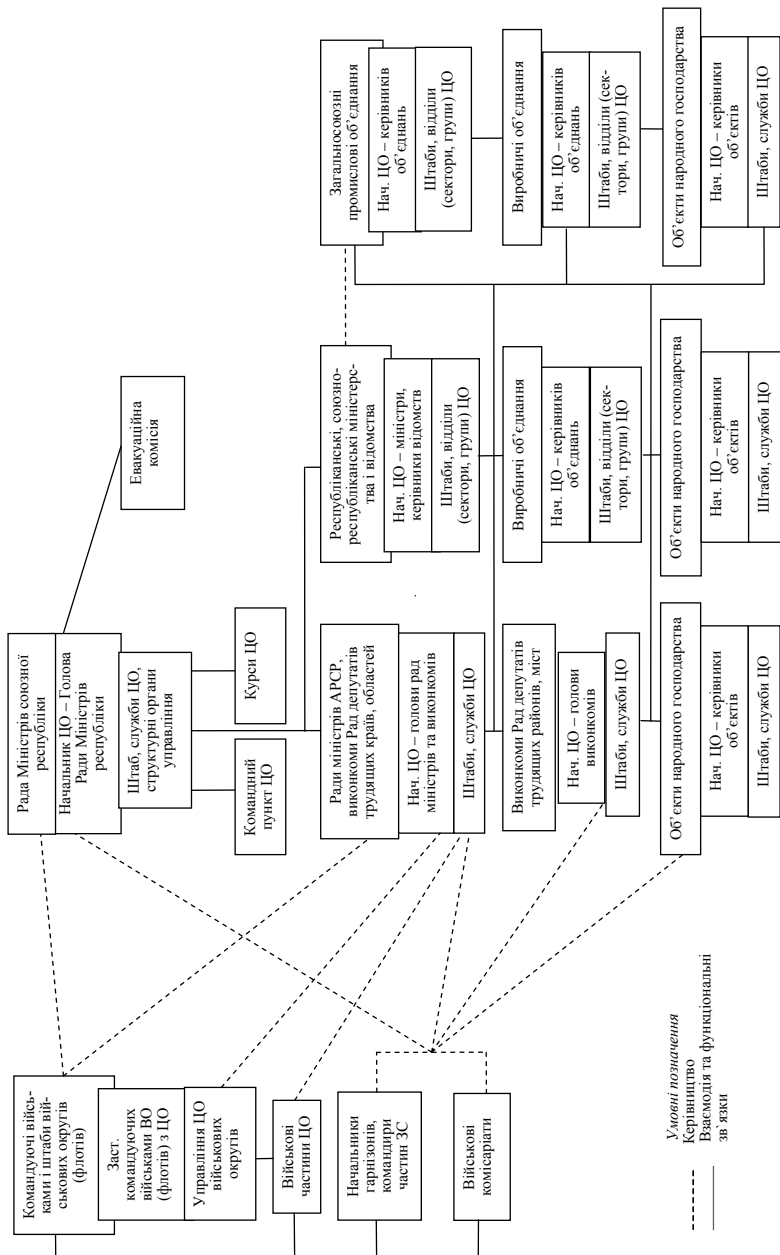 Рада Міністрів союзної
республіки
Начальник ЦО – Голова
Ради Міністрів
республіки
Штаб, служби ЦО,
структурні органи
управління
Евакуаційна
комісія
Командний
пункт ЦО
Курси ЦО
Командуючі війсь-
ками і штаби вій-
ськових округів
(флотів)
Заст.
командуючих
військами ВО
(флотів) з ЦО
Управління ЦО
військових
округів
Військові
частини ЦО
Начальники
гарнізонів,
командири
частин ЗС
Військові
комісаріати
Ради міністрів АРСР,
виконкоми Рад депутатів
трудящих країв, областей
Нач. ЦО – голови рад
міністрів та виконкомів
Штаби, служби ЦО
Виконкоми Рад депутатів
трудящих районів, міст
Нач. ЦО – голови
виконкомів
Штаби, служби ЦО
Об’єкти народного господарства
Нач. ЦО – керівники
об’єктів
Штаби, служби ЦО
Республіканські, союзно-
республіканські міністерс-
тва і відомства
Нач. ЦО – міністри,
керівники відомств
Штаби, відділи
(сектори, групи) ЦО
Виробничі об’єднання
Нач. ЦО – керівників
об’єднань
Штаби, відділи (сек-
тори, групи) ЦО
Об’єкти народного господарства
Нач. ЦО – керівники
об’єктів
Штаби, служби ЦО
Загальносоюзні
промислові об’єднання
Нач. ЦО – керівників
об’єднань
Штаби, відділи
(сектори, групи) ЦО
Виробничі об’єднання
Нач. ЦО – керівників
об’єднань
Штаби, відділи (сек-
тори, групи) ЦО
Об’єкти народного господарства
Нач. ЦО – керівники
об’єктів
Штаби, служби ЦО
Умовні позначення
Керівництво
Взаємодія та функціональні
зв’язки